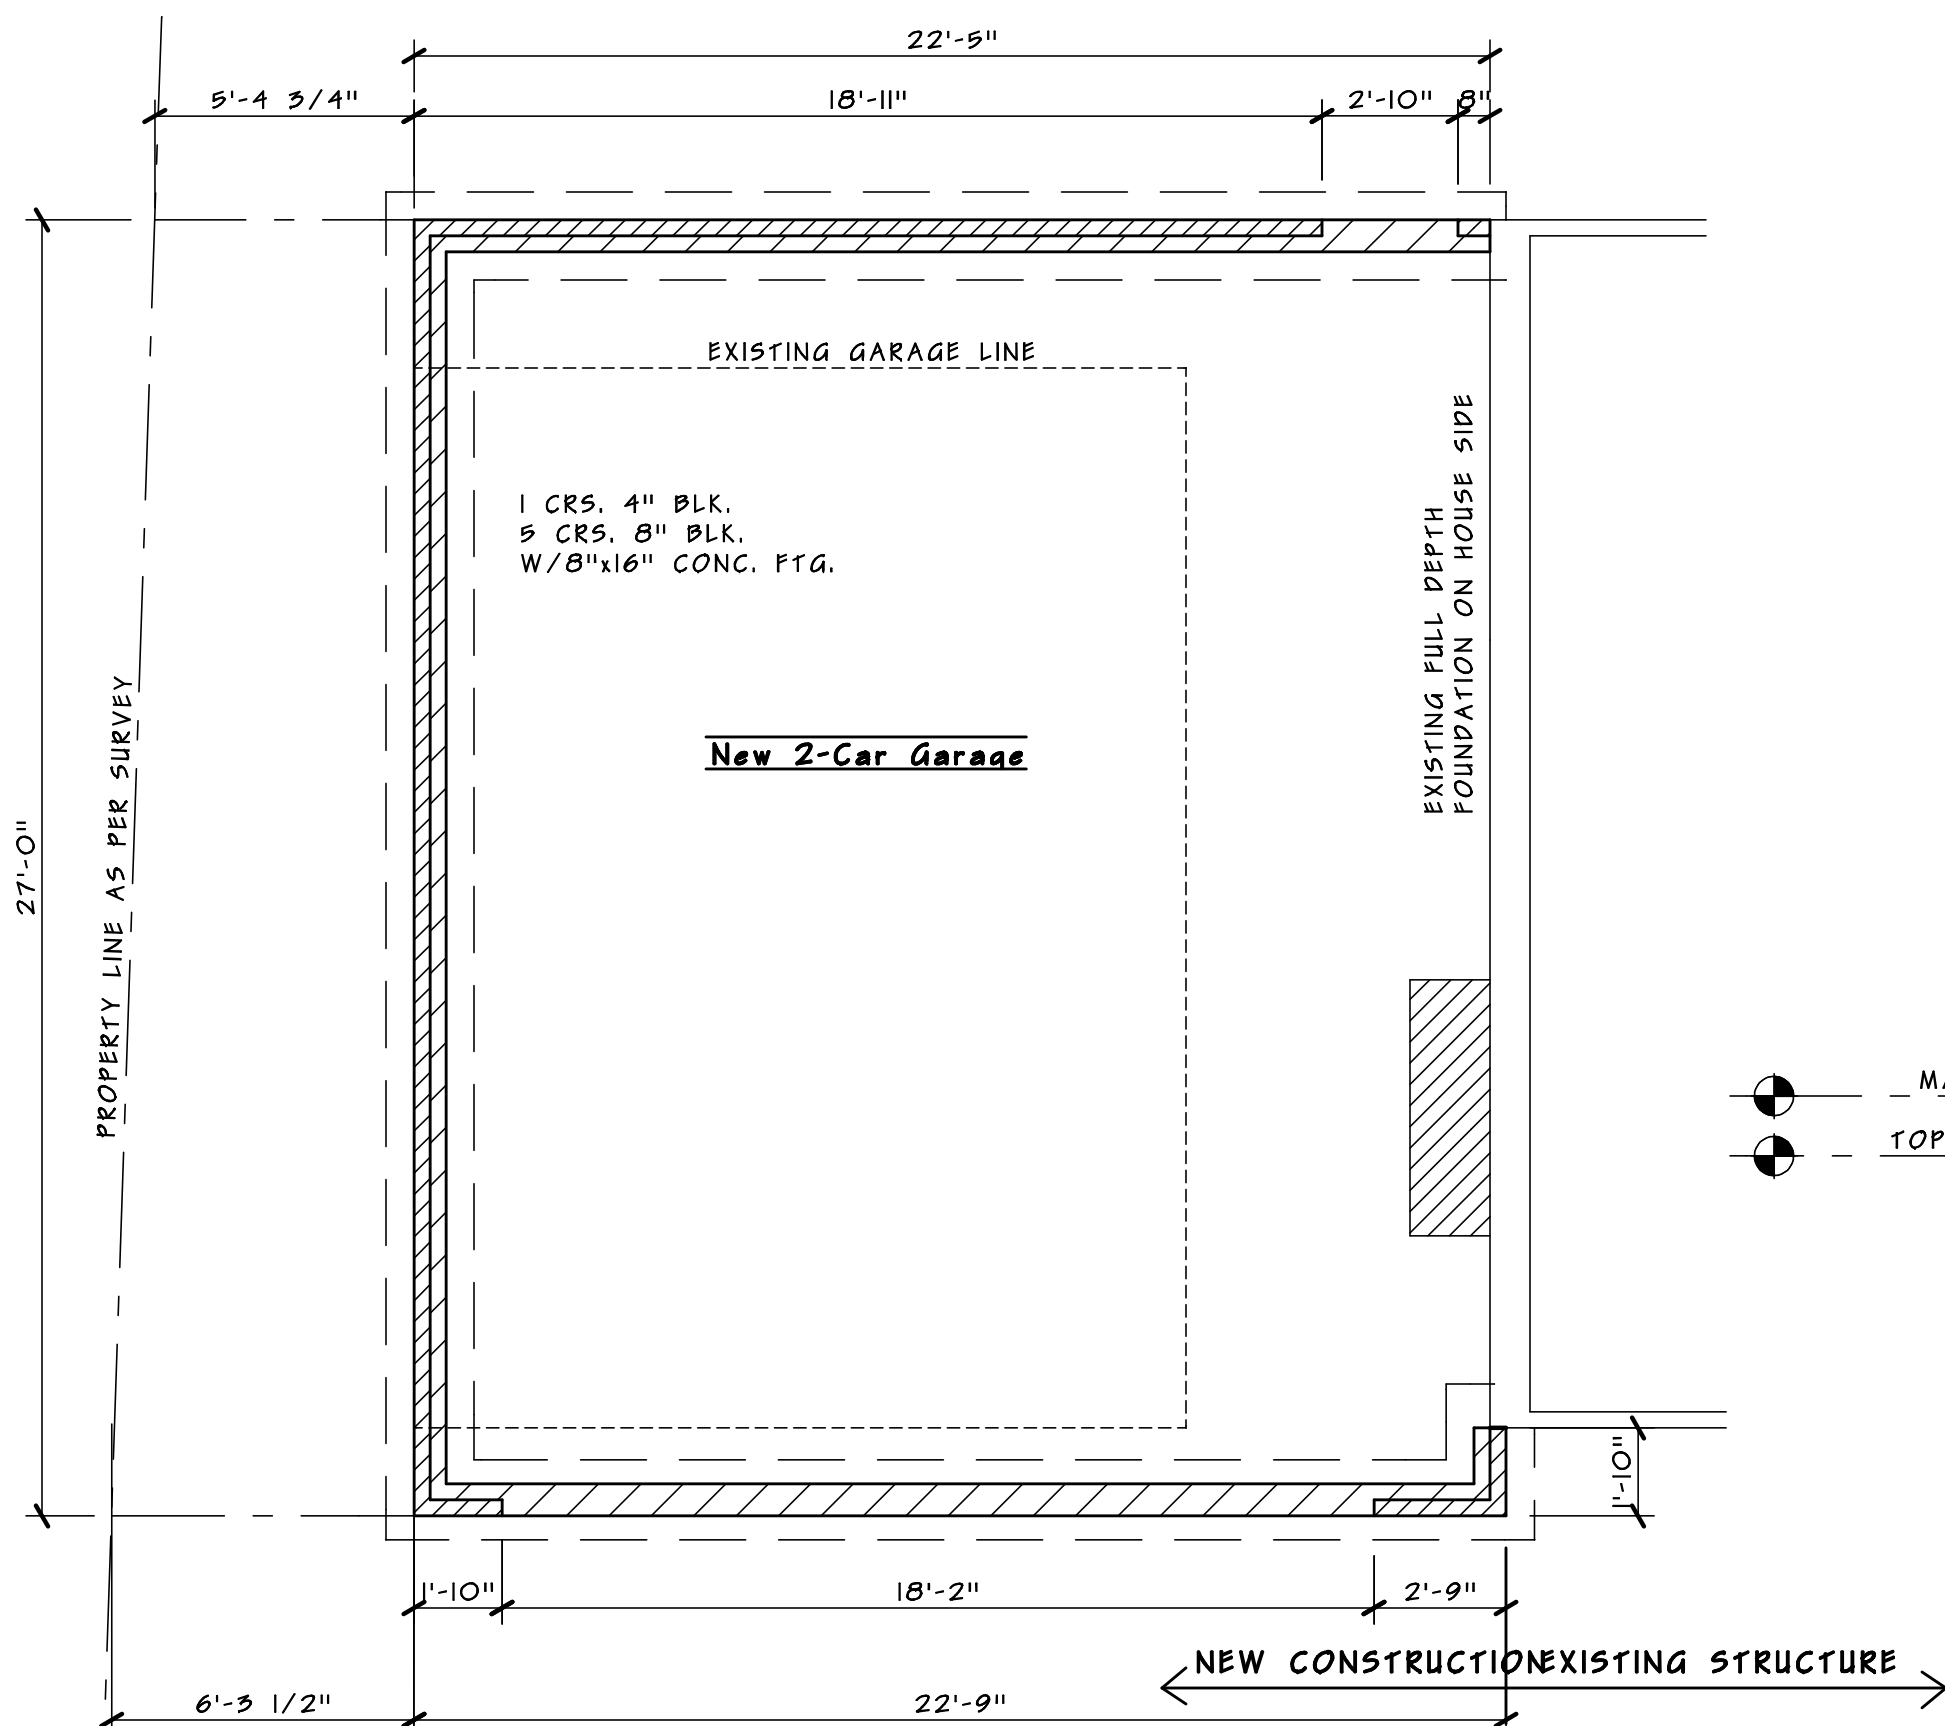 22'-5"
5'-4 3/4"
18'-11"
2'-10"
8"
EXISTING GARAGE LINE
1 CRS. 4" BLK.
5 CRS. 8" BLK.
W/8"x16" CONC. FTG.
EXISTING FULL DEPTH
FOUNDATION ON HOUSE SIDE
New 2-Car Garage
27'-0"
PROPERTY LINE AS PER SURVEY
TOP
1'-10"
1'-10"
18'-2"
2'-9"
NEW CONSTRUCTION
EXISTING STRUCTURE
6'-3 1/2"
22'-9"